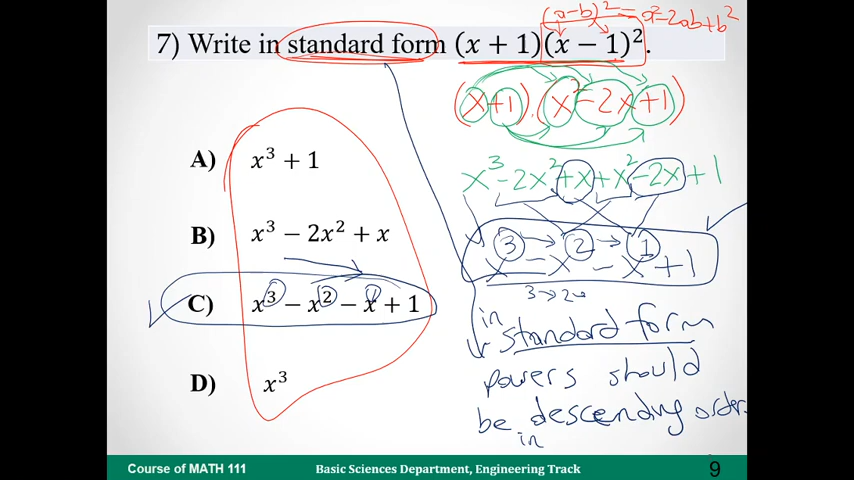 (a-b)² = a²-2ab+b²
7) Write in standard form (x + 1)(x − 1)².
(x+1).(x²-2x+1)
A) x³ + 1
x³-2x²+x+x²-2x+1
B) x³ − 2x² + x
x³ - x² - x¹ + 1
3→2→
C) x³ − x² − x + 1
in standard form
powers should
D) x³
be in descending order
Course of MATH 111 Basic Sciences Department, Engineering Track 9